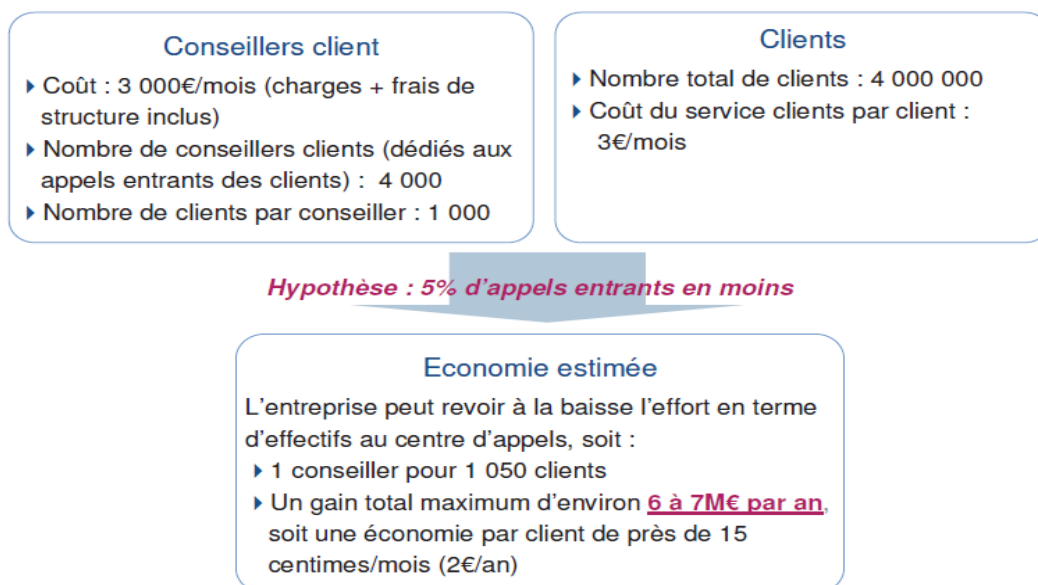 Conseillers client
Coût : 3 000€/mois (charges + frais de
structure inclus)
Nombre de conseillers clients (dédiés aux
appels entrants des clients) : 4 000
Nombre de clients par conseiller : 1 000
Clients
Nombre total de clients : 4 000 000
Coût du service clients par client :
3€/mois
Hypothèse : 5% d'appels entrants en moins
Economie estimée
L'entreprise peut revoir à la baisse l'effort en terme
d'effectifs au centre d'appels, soit :
1 conseiller pour 1 050 clients
Un gain total maximum d'environ 6 à 7M€ par an,
soit une économie par client de près de 15
centimes/mois (2€/an)